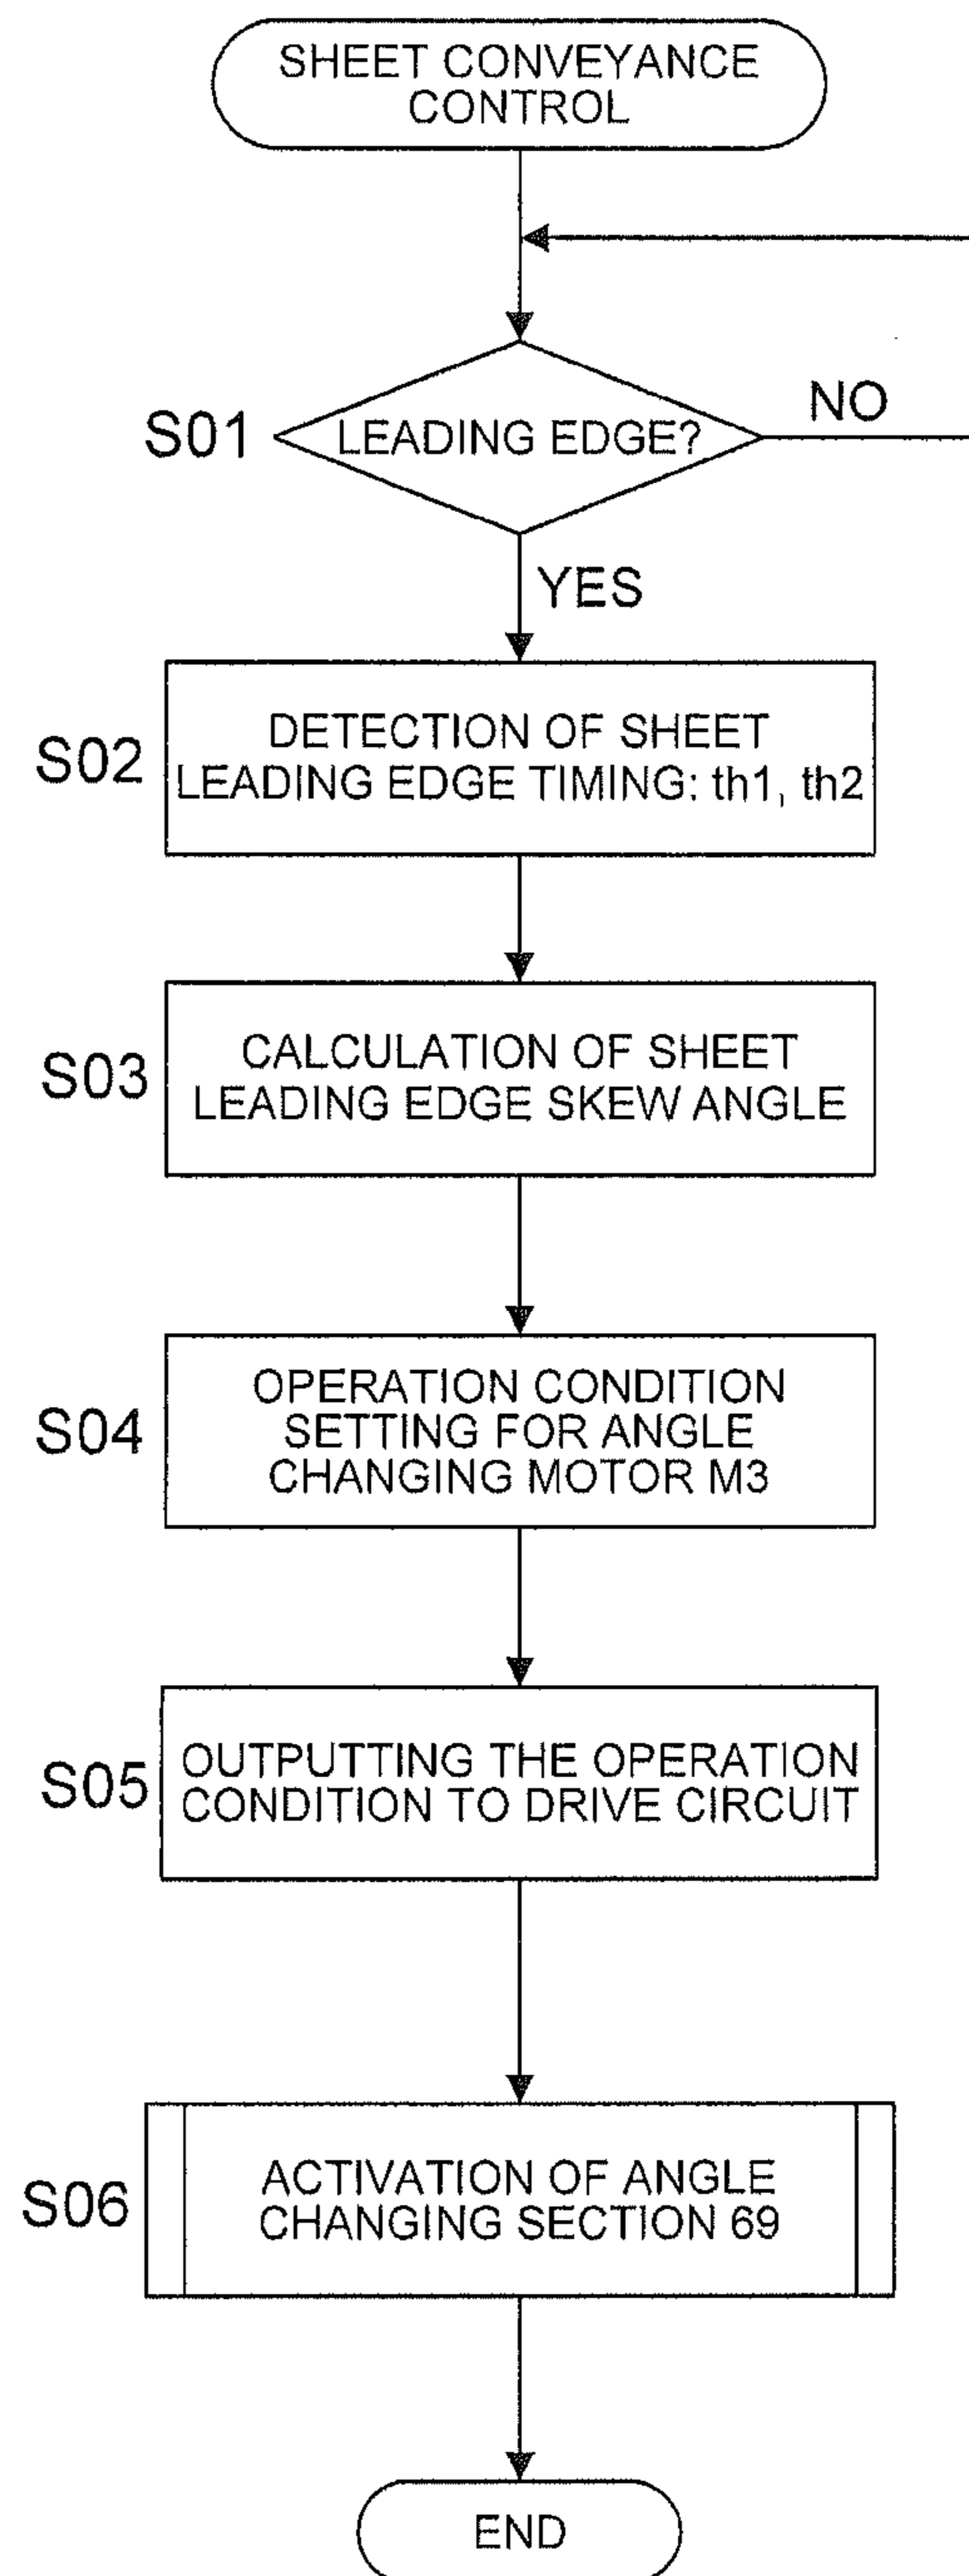 SHEET CONVEYANCE
CONTROL
S01
LEADING EDGE?
NO
YES
S02
DETECTION OF SHEET
LEADING EDGE TIMING: th1, th2
S03
CALCULATION OF SHEET
LEADING EDGE SKEW ANGLE
S04
OPERATION CONDITION
SETTING FOR ANGLE
CHANGING MOTOR M3
S05
OUTPUTTING THE OPERATION
CONDITION TO DRIVE CIRCUIT
S06
ACTIVATION OF ANGLE
CHANGING SECTION 69
END